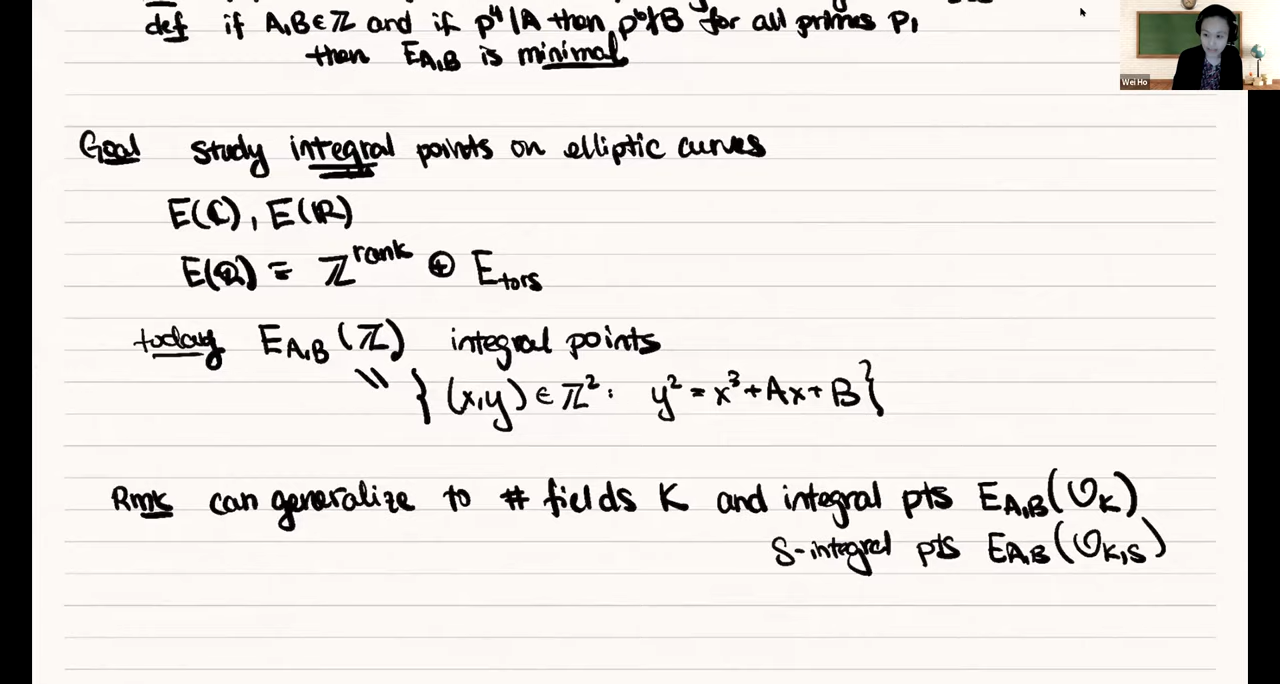 def if A,B∈ℤ and if p⁴|A then p⁶∤B for all primes p,
then E_{A,B} is minimal
Wei Ho
Goal study integral points on elliptic curves
E(ℂ), E(ℝ)
E(ℚ) = ℤ^{rank} ⊕ E_{tors}
today E_{A,B}(ℤ) integral points
\\ { (x,y) ∈ ℤ² : y² = x³ + Ax + B }
Rmk can generalize to # fields K and integral pts E_{A,B}(𝒪_K)
S-integral pts E_{A,B}(𝒪_{K,S})